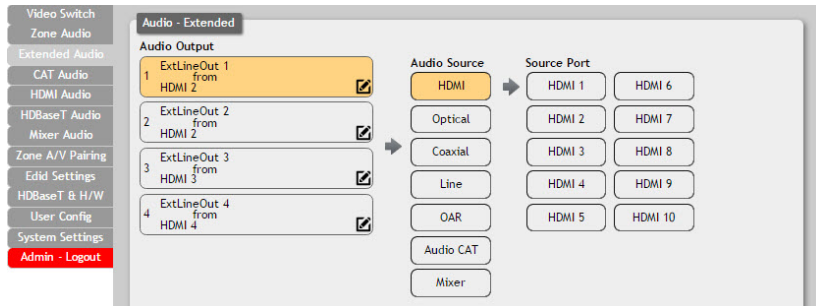 Video Switch
Zone Audio
Extended Audio
CAT Audio
HDMI Audio
HDBaseT Audio
Mixer Audio
Zone A/V Pairing
Edid Settings
HDBaseT & H/W
User Config
System Settings
Admin - Logout
Audio - Extended
Audio Output
1 ExtLineOut 1
from
HDMI 2
2 ExtLineOut 2
from
HDMI 2
3 ExtLineOut 3
from
HDMI 3
4 ExtLineOut 4
from
HDMI 4
Audio Source
HDMI
Optical
Coaxial
Line
OAR
Audio CAT
Mixer
Source Port
HDMI 1 HDMI 6
HDMI 2 HDMI 7
HDMI 3 HDMI 8
HDMI 4 HDMI 9
HDMI 5 HDMI 10